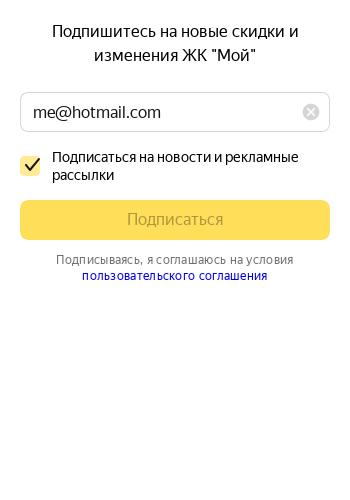 Подпишитесь на новые скидки и
изменения ЖК "Мой"
me@hotmail.com
Подписаться на новости и рекламные
рассылки
Подписаться
Подписываясь, я соглашаюсь на условия
пользовательского соглашения